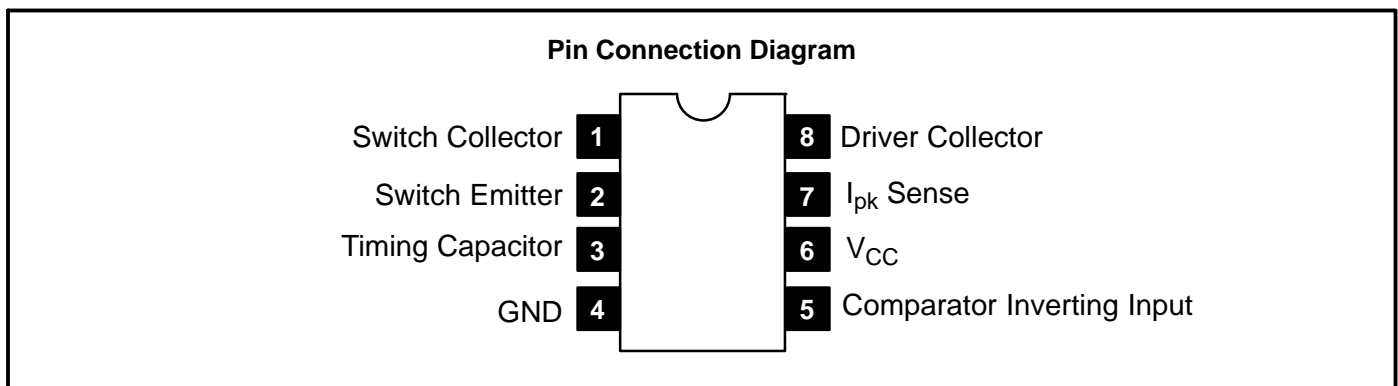 Pin Connection Diagram
Switch Collector 1 8 Driver Collector
Switch Emitter 2 7 Ipk Sense
Timing Capacitor 3 6 VCC
GND 4 5 Comparator Inverting Input